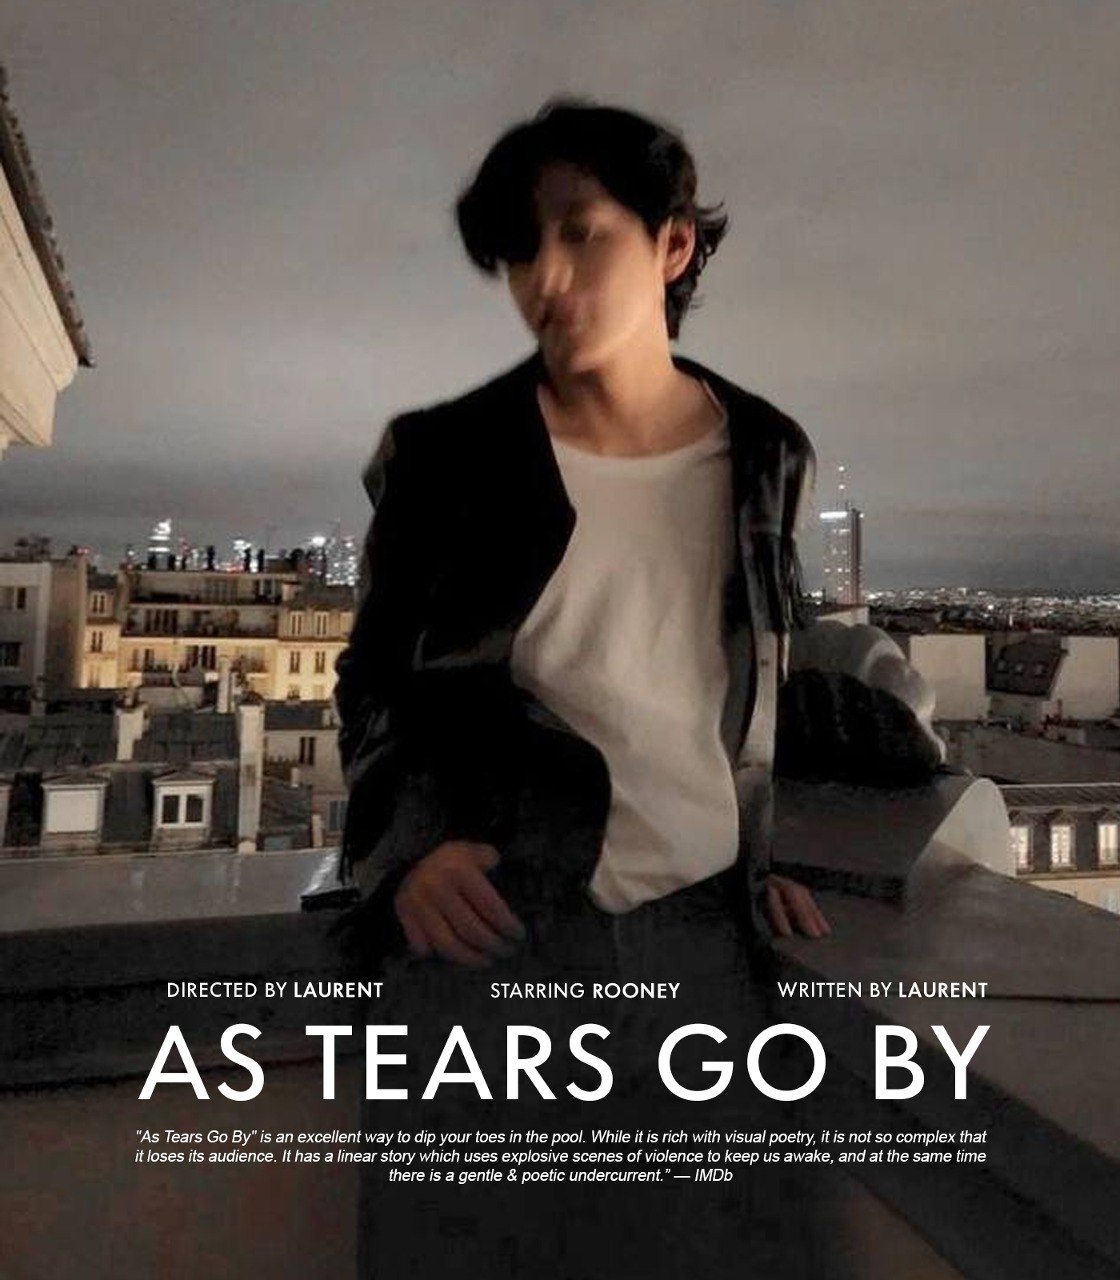 DIRECTED BY LAURENT STARRING ROONEY WRITTEN BY LAURENT
AS TEARS GO BY
"As Tears Go By" is an excellent way to dip your toes in the pool. While it is rich with visual poetry, it is not so complex that
it loses its audience. It has a linear story which uses explosive scenes of violence to keep us awake, and at the same time
there is a gentle & poetic undercurrent.” — IMDb